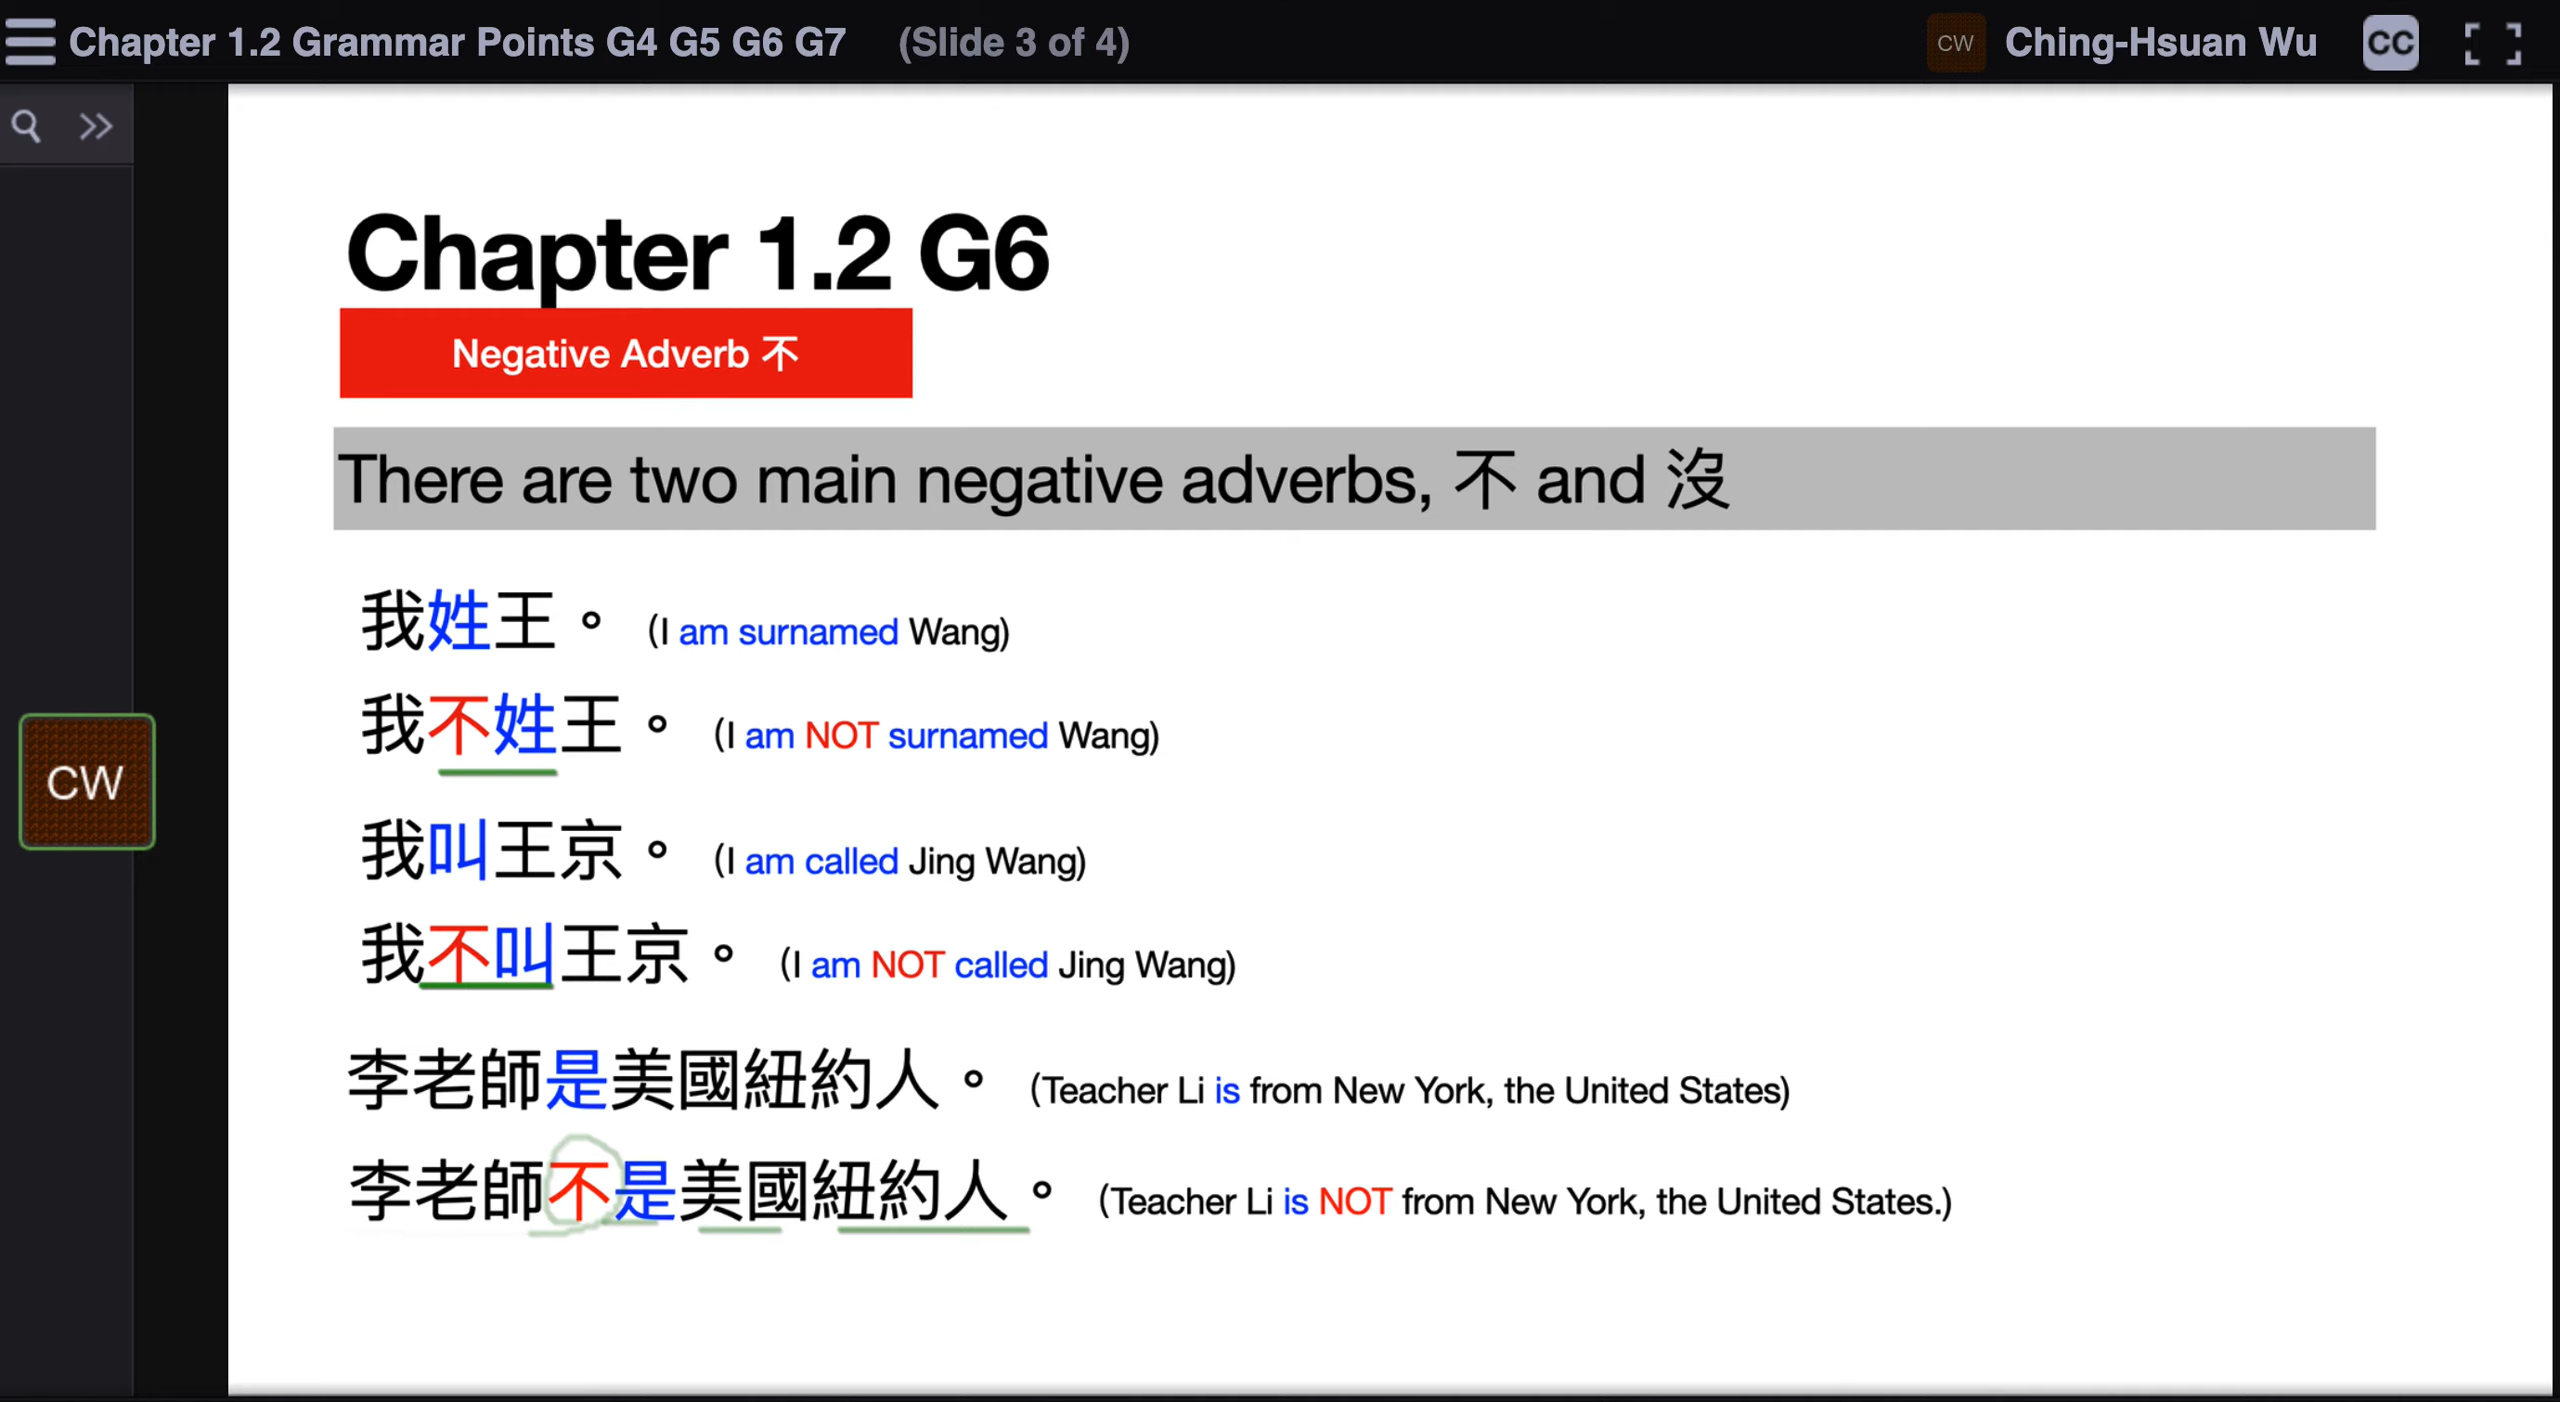 Chapter 1.2 Grammar Points G4 G5 G6 G7 (Slide 3 of 4) CW Ching-Hsuan Wu CC
Chapter 1.2 G6
Negative Adverb 不
There are two main negative adverbs, 不 and 沒
我姓王。 (I am surnamed Wang)
我不姓王。 (I am NOT surnamed Wang)
CW
我叫王京。 (I am called Jing Wang)
我不叫王京。 (I am NOT called Jing Wang)
李老師是美國紐約人。 (Teacher Li is from New York, the United States)
李老師不是美國紐約人。 (Teacher Li is NOT from New York, the United States.)